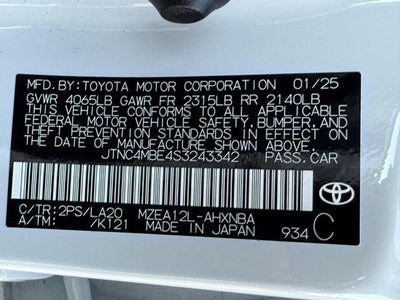 MFD.BY:TOYOTA MOTOR CORPORATION 01/25
GVWR 4065LB GAWR FR 2315LB RR 2140LB
THIS VEHICLE CONFORMS TO ALL APPLICABLE
FEDERAL MOTOR VEHICLE SAFETY, BUMPER, AND
THEFT PREVENTION STANDARDS IN EFFECT ON
THE DATE OF MANUFACTURE SHOWN ABOVE.
JTNC4MBE4S3243342 PASS.CAR
C/TR:2PS/LA20 MZEA12L-AHXNBA
A/TM: /K121 MADE IN JAPAN 934 C
TOYOTA